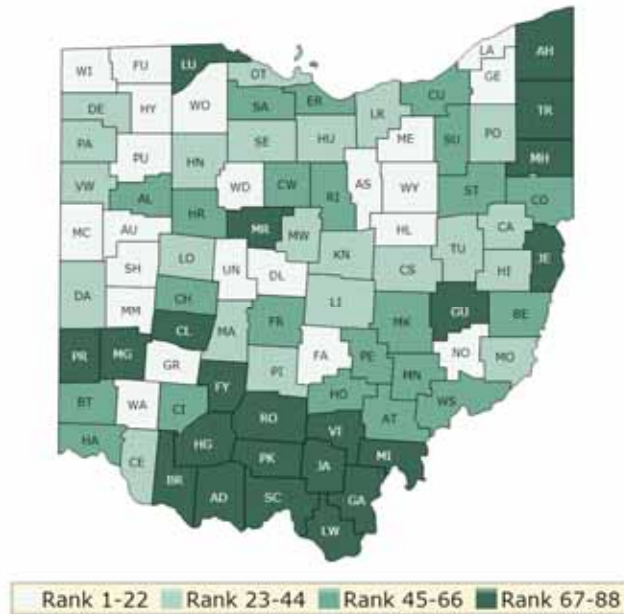 LA AH
WI FU LU OT GE
WO
DE HY SA ER LR CU TR
SE HU ME SU PO
PA HN MH
PU
VW WD CW RI AS WY ST CO
AL
HR
MC AU MR MW HL CA
LO KN TU JE
SH UN DL CS HI
DA CH LI
MM CL MA FR MK GU BE
PR MG FA PE NO MO
GR PI MN
FY HO WS
BT WA CI RO AT
VI
HA HG MI
CE PK JA
BR AD SC GA
LW
Rank 1-22 Rank 23-44 Rank 45-66 Rank 67-88